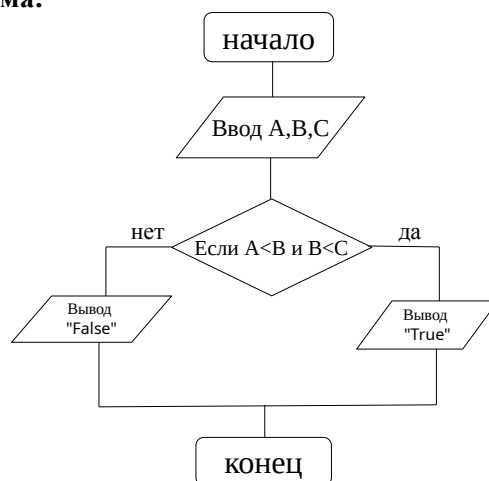 ма:
начало
Ввод A,B,C
нет
да
Если A<B и B<C
Вывод
"False"
Вывод
"True"
конец